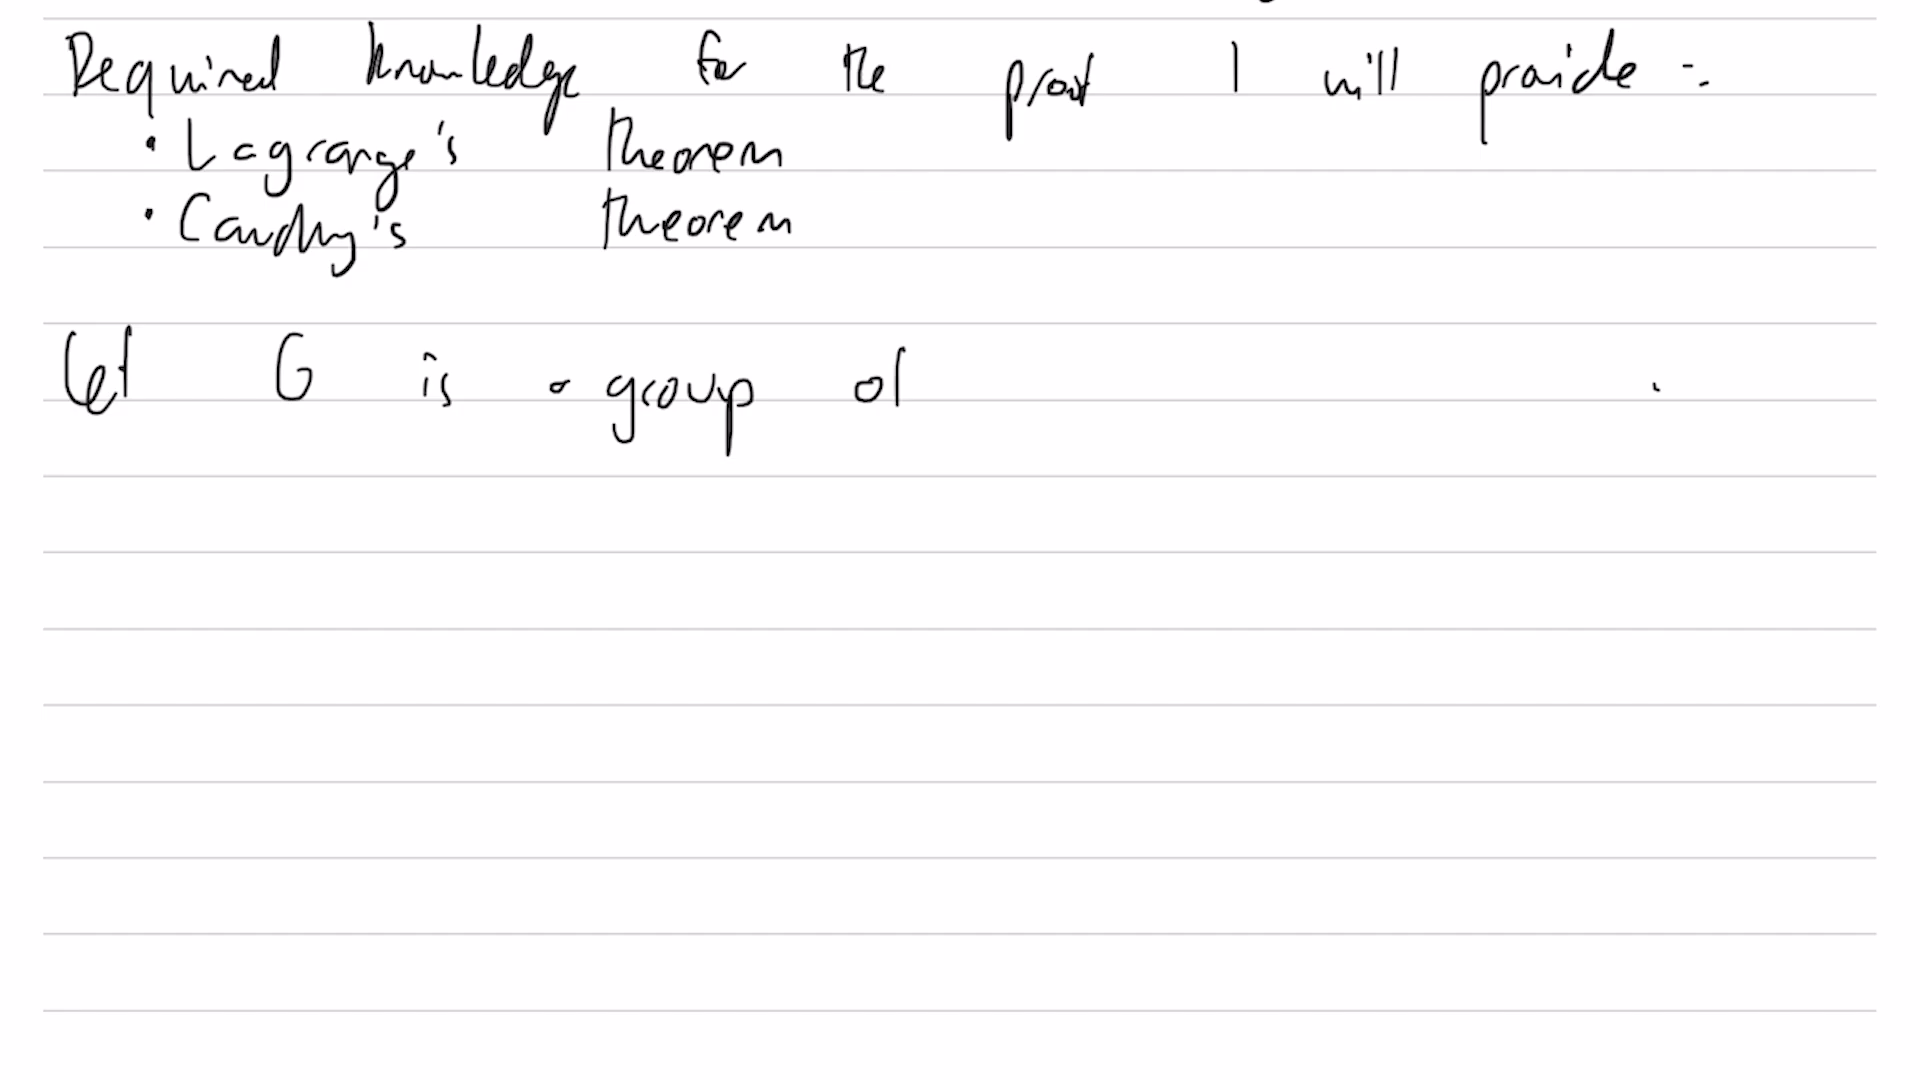 Required knowledge for the proof I will provide :-
• Lagrange's theorem
• Cauchy's theorem
Let G is a group of